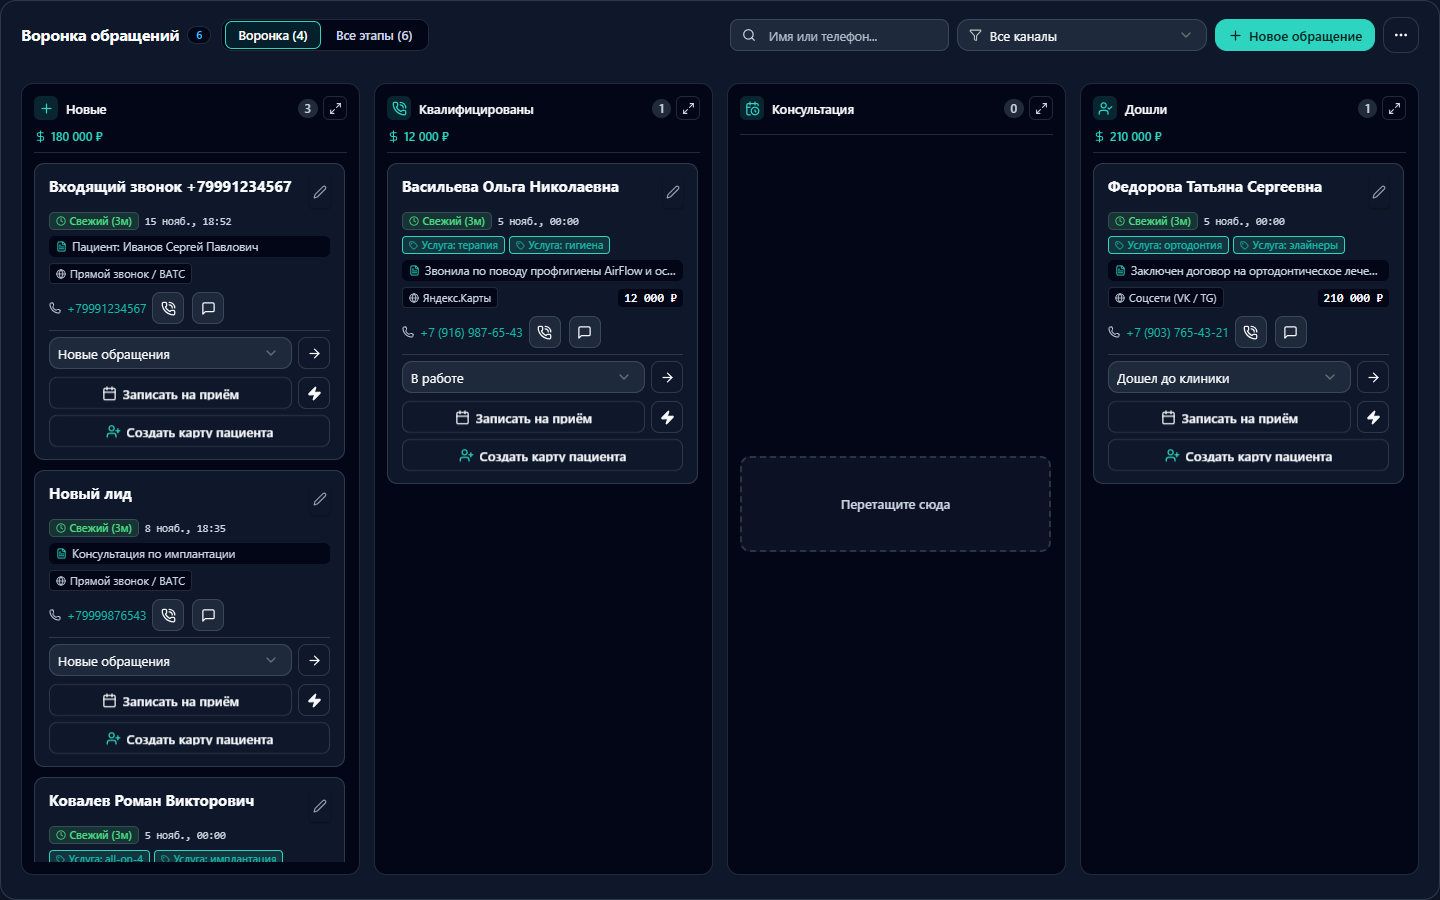 Воронка обращений 6 Воронка (4) Все этапы (6) Имя или телефон... Все каналы + Новое обращение ...
Новые 3
$ 180 000 ₽
Входящий звонок +79991234567
Свежий (3м) 15 нояб., 18:52
Пациент: Иванов Сергей Павлович
Прямой звонок / ВАТС
+79991234567
Новые обращения
Записать на приём
Создать карту пациента
Новый лид
Свежий (3м) 8 нояб., 18:35
Консультация по имплантации
Прямой звонок / ВАТС
+79999876543
Новые обращения
Записать на приём
Создать карту пациента
Ковалев Роман Викторович
Свежий (3м) 5 нояб., 00:00
Услуга: all-on-4 Услуга: имплантация
Квалифицированы 1
$ 12 000 ₽
Васильева Ольга Николаевна
Свежий (3м) 5 нояб., 00:00
Услуга: терапия Услуга: гигиена
Звонила по поводу профгигиены AirFlow и ос...
Яндекс.Карты 12 000 ₽
+7 (916) 987-65-43
В работе
Записать на приём
Создать карту пациента
Консультация 0
Перетащите сюда
Дошли 1
$ 210 000 ₽
Федорова Татьяна Сергеевна
Свежий (3м) 5 нояб., 00:00
Услуга: ортодонтия Услуга: элайнеры
Заключен договор на ортодонтическое лече...
Соцсети (VK / TG) 210 000 ₽
+7 (903) 765-43-21
Дошел до клиники
Записать на приём
Создать карту пациента